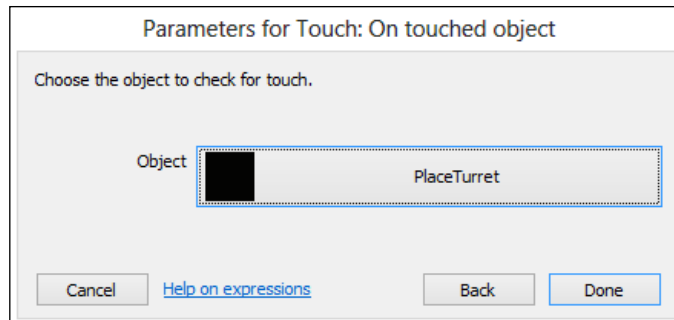 Parameters for Touch: On touched object
Choose the object to check for touch.
Object PlaceTurret
Cancel Help on expressions Back Done